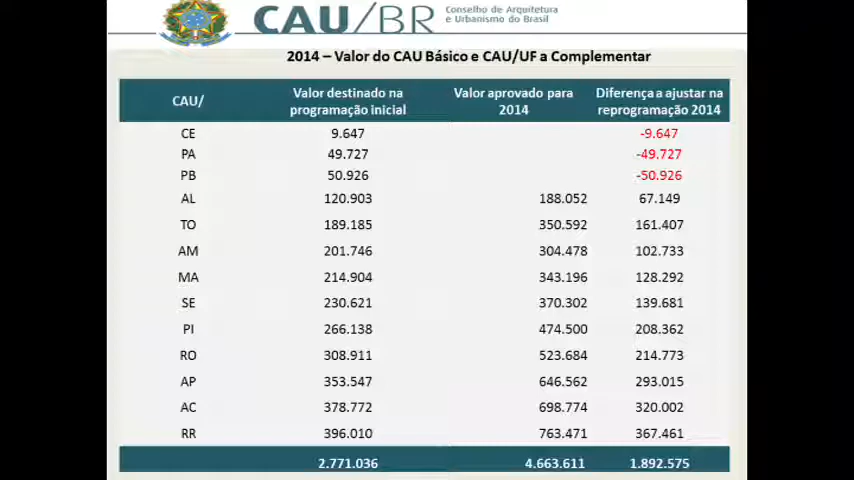 CAU/BR Conselho de Arquitetura
e Urbanismo do Brasil
2014 – Valor do CAU Básico e CAU/UF a Complementar
CAU/ Valor destinado na programação inicial Valor aprovado para 2014 Diferença a ajustar na reprogramação 2014
CE 9.647 -9.647
PA 49.727 -49.727
PB 50.926 -50.926
AL 120.903 188.052 67.149
TO 189.185 350.592 161.407
AM 201.746 304.478 102.733
MA 214.904 343.196 128.292
SE 230.621 370.302 139.681
PI 266.138 474.500 208.362
RO 308.911 523.684 214.773
AP 353.547 646.562 293.015
AC 378.772 698.774 320.002
RR 396.010 763.471 367.461
2.771.036 4.663.611 1.892.575